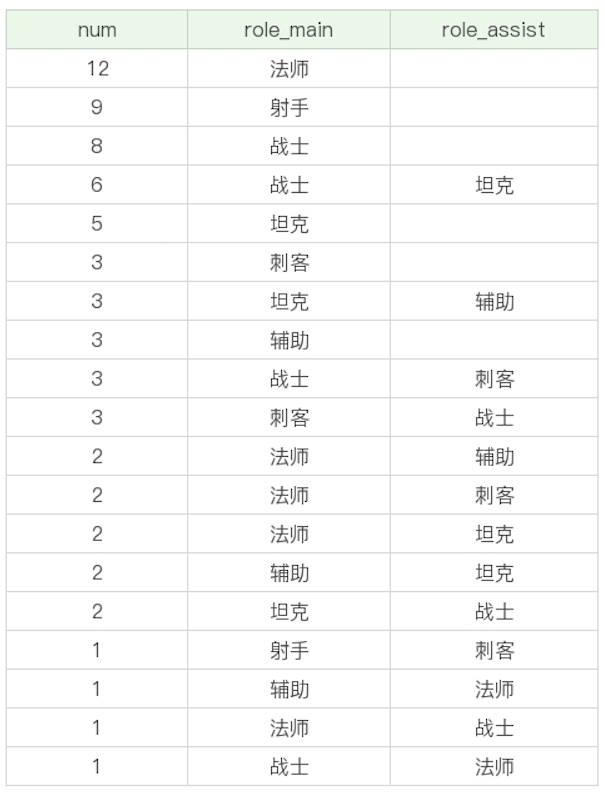 num role_main role_assist
12 法师
9 射手
8 战士
6 战士 坦克
5 坦克
3 刺客
3 坦克 辅助
3 辅助
3 战士 刺客
3 刺客 战士
2 法师 辅助
2 法师 刺客
2 法师 坦克
2 辅助 坦克
2 坦克 战士
1 射手 刺客
1 辅助 法师
1 法师 战士
1 战士 法师